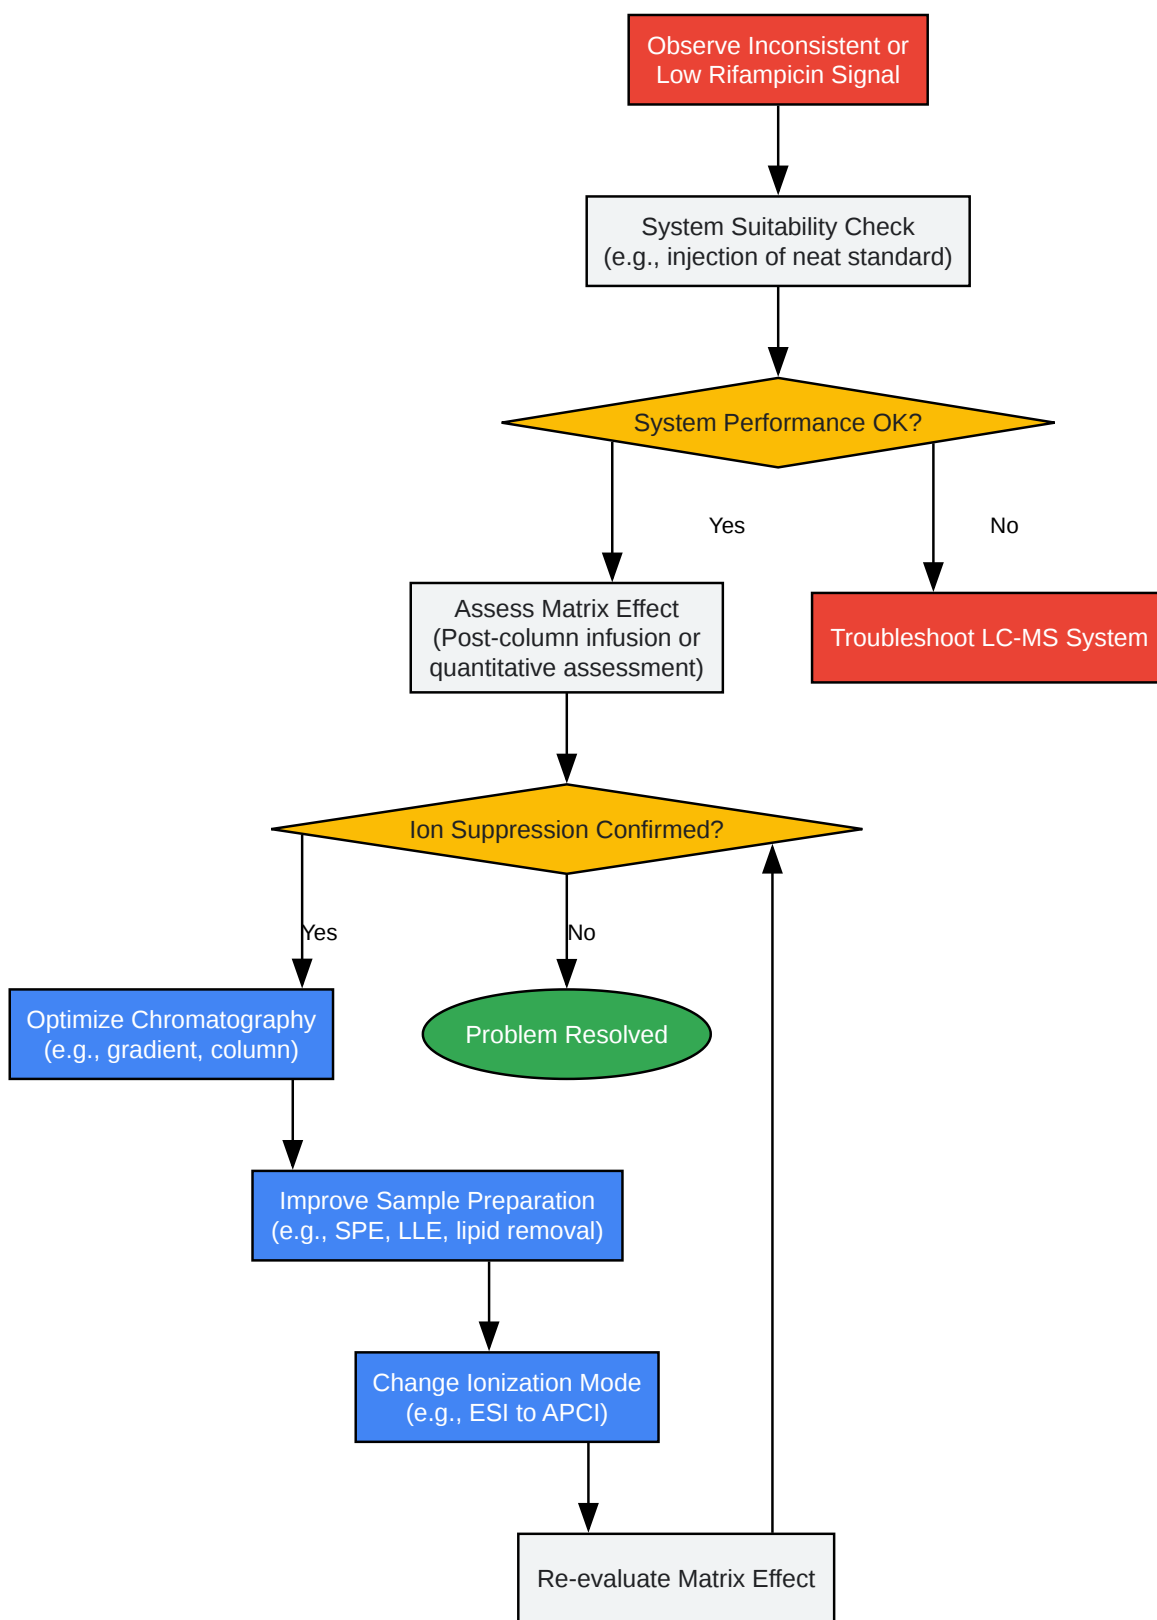 Observe Inconsistent or
Low Rifampicin Signal
System Suitability Check
(e.g., injection of neat standard)
System Performance OK?
Yes
No
Assess Matrix Effect
(Post-column infusion or
quantitative assessment)
Troubleshoot LC-MS System
Ion Suppression Confirmed?
Yes
No
Optimize Chromatography
(e.g., gradient, column)
Problem Resolved
Improve Sample Preparation
(e.g., SPE, LLE, lipid removal)
Change Ionization Mode
(e.g., ESI to APCI)
Re-evaluate Matrix Effect